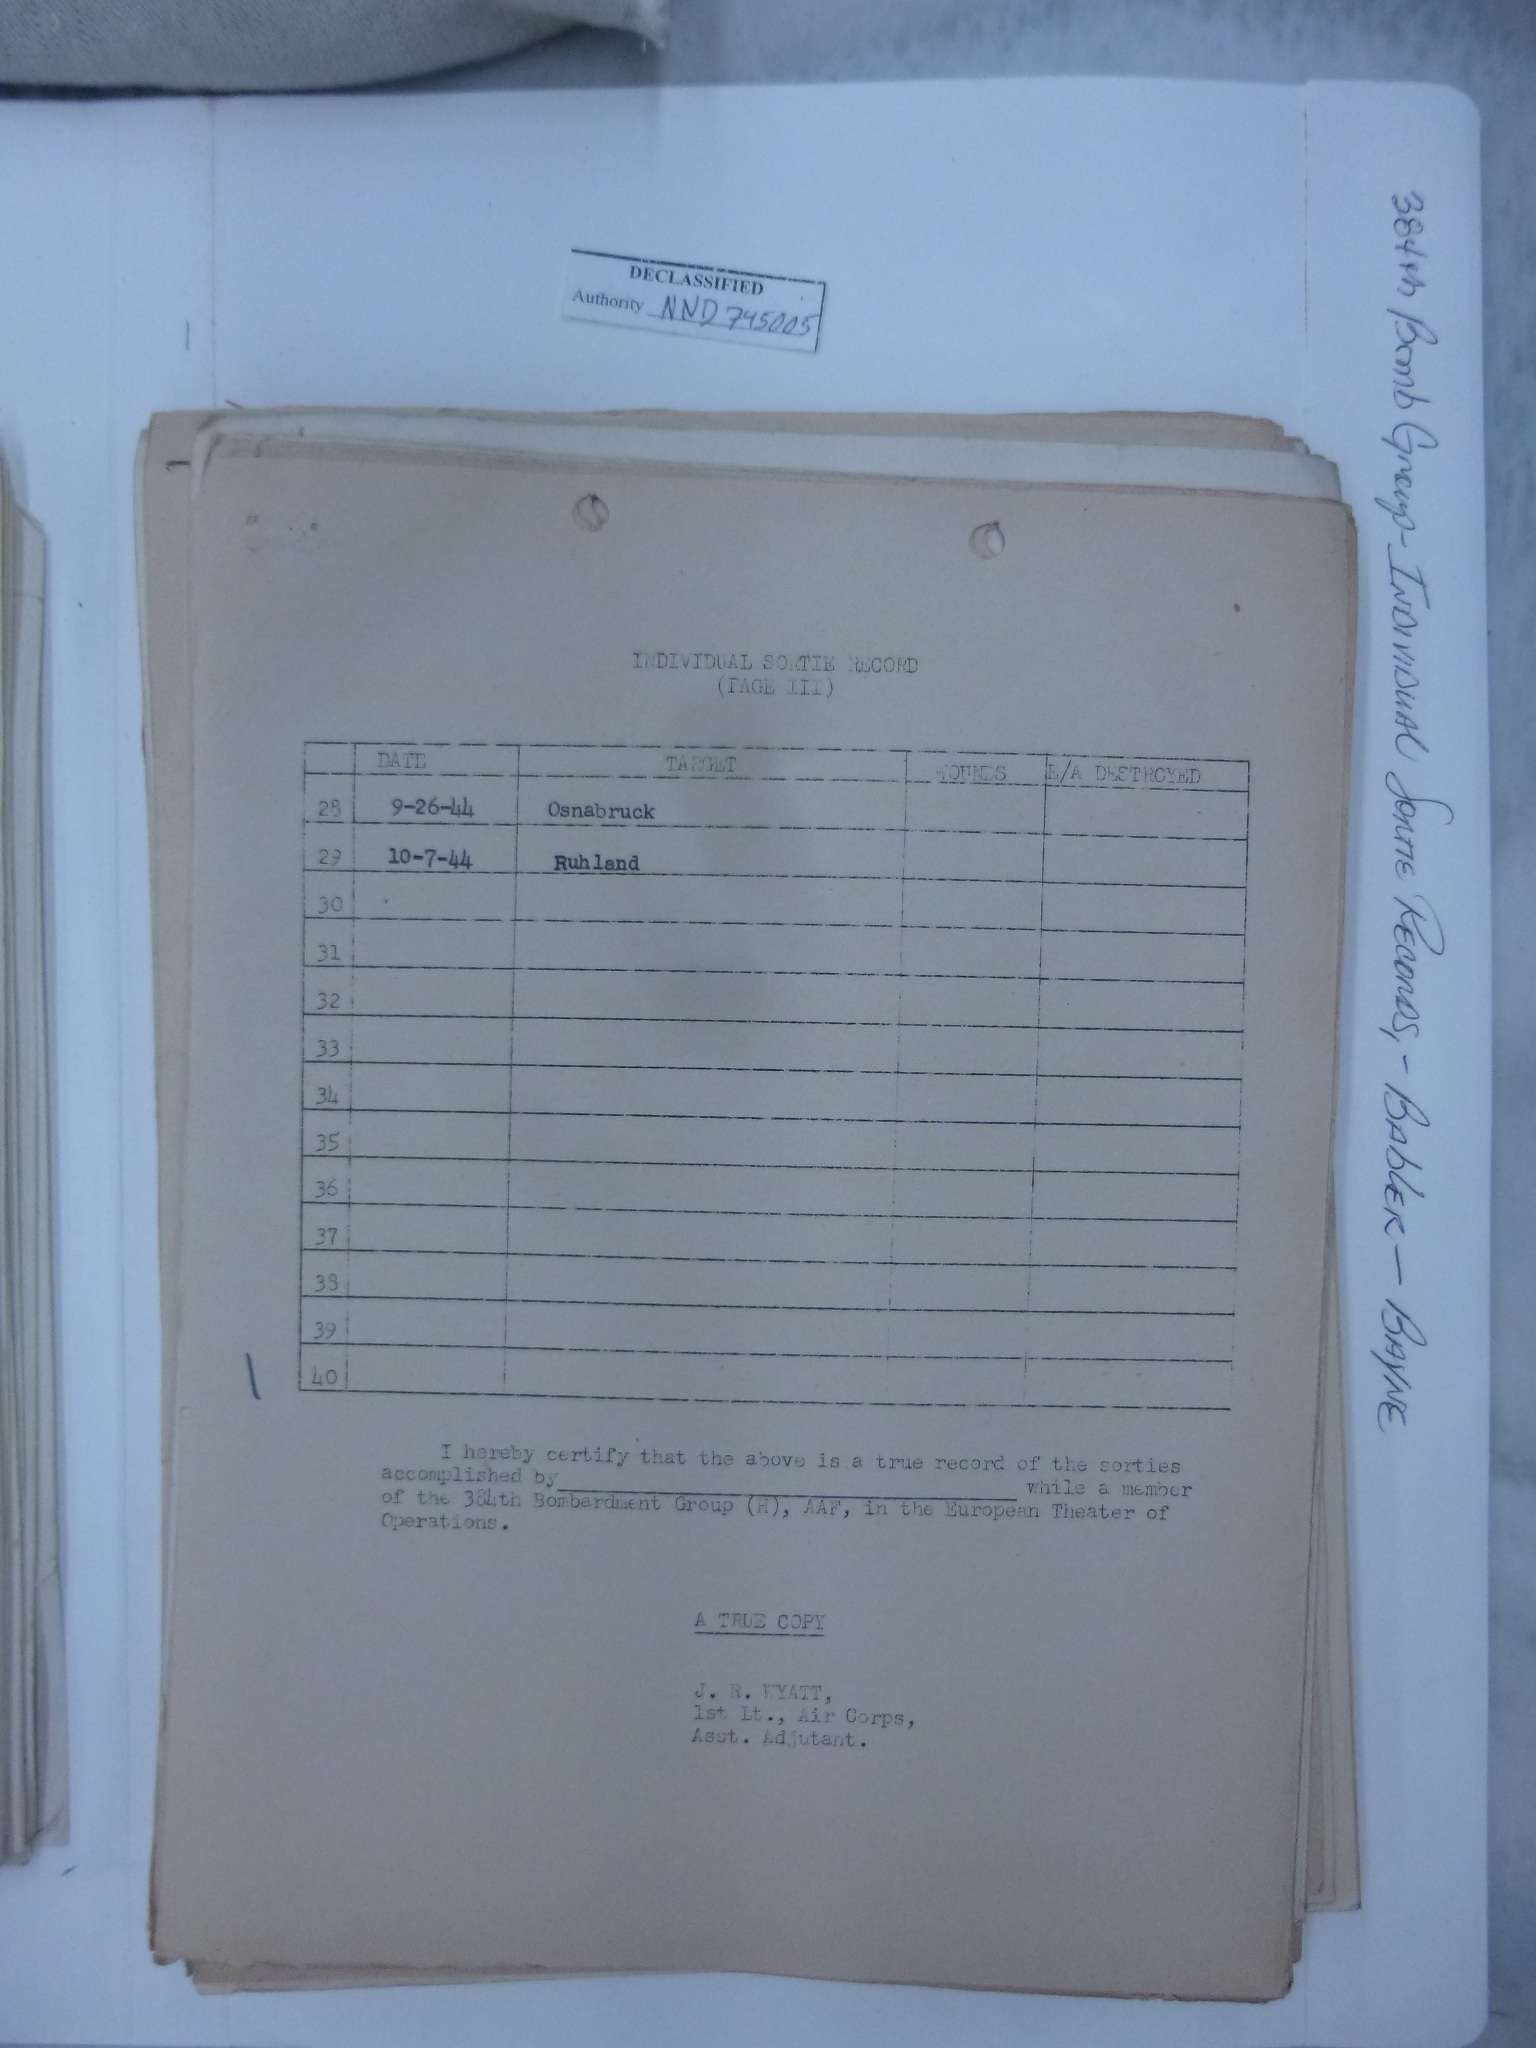 DECLASSIFIED
Authority NND 745005
384th Bomb Group - Individual Sortie Records, - Babler — Bayne
INDIVIDUAL SORTIE RECORD
(PAGE III)
DATE TARGET WOUNDS E/A DESTROYED
28 9-26-44 Osnabruck
29 10-7-44 Ruhland
30
31
32
33
34
35
36
37
38
39
40
I hereby certify that the above is a true record of the sorties
accomplished by while a member
of the 384th Bombardment Group (H), AAF, in the European Theater of
Operations.
A TRUE COPY
J. R. WYATT,
1st Lt., Air Corps,
Asst. Adjutant.